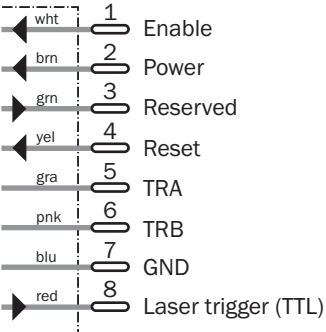 wht 1 Enable
brn 2 Power
grn 3 Reserved
yel 4 Reset
gra 5 TRA
pnk 6 TRB
blu 7 GND
red 8 Laser trigger (TTL)